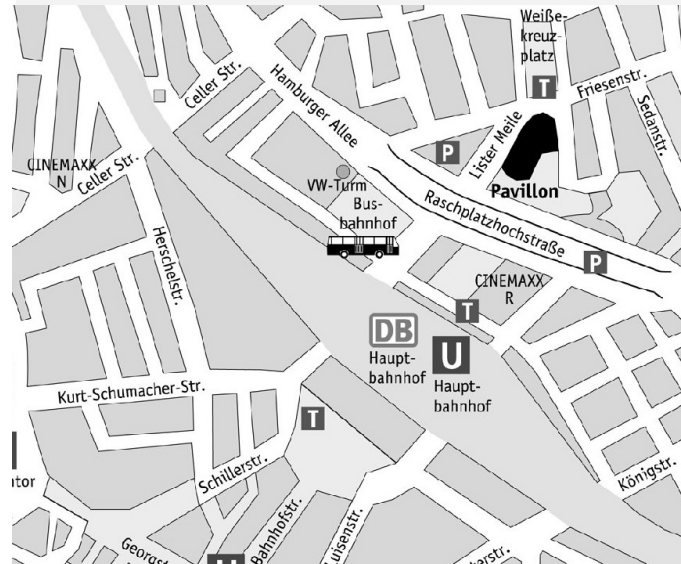 Weiße-
kreuz-
platz
T
Friesenstr.
Sedanstr.
Celler Str.
Hamburger Allee
Lister Meile
P
Pavillon
CINEMAXX
N
Celler Str.
VW-Turm
Bus-
bahnhof
Raschplatzhochstraße
P
Herschelstr.
CINEMAXX
R
T
DB
Haupt-
bahnhof
U
Haupt-
bahnhof
Kurt-Schumacher-Str.
T
Schillerstr.
Königstr.
Bahnhofstr.